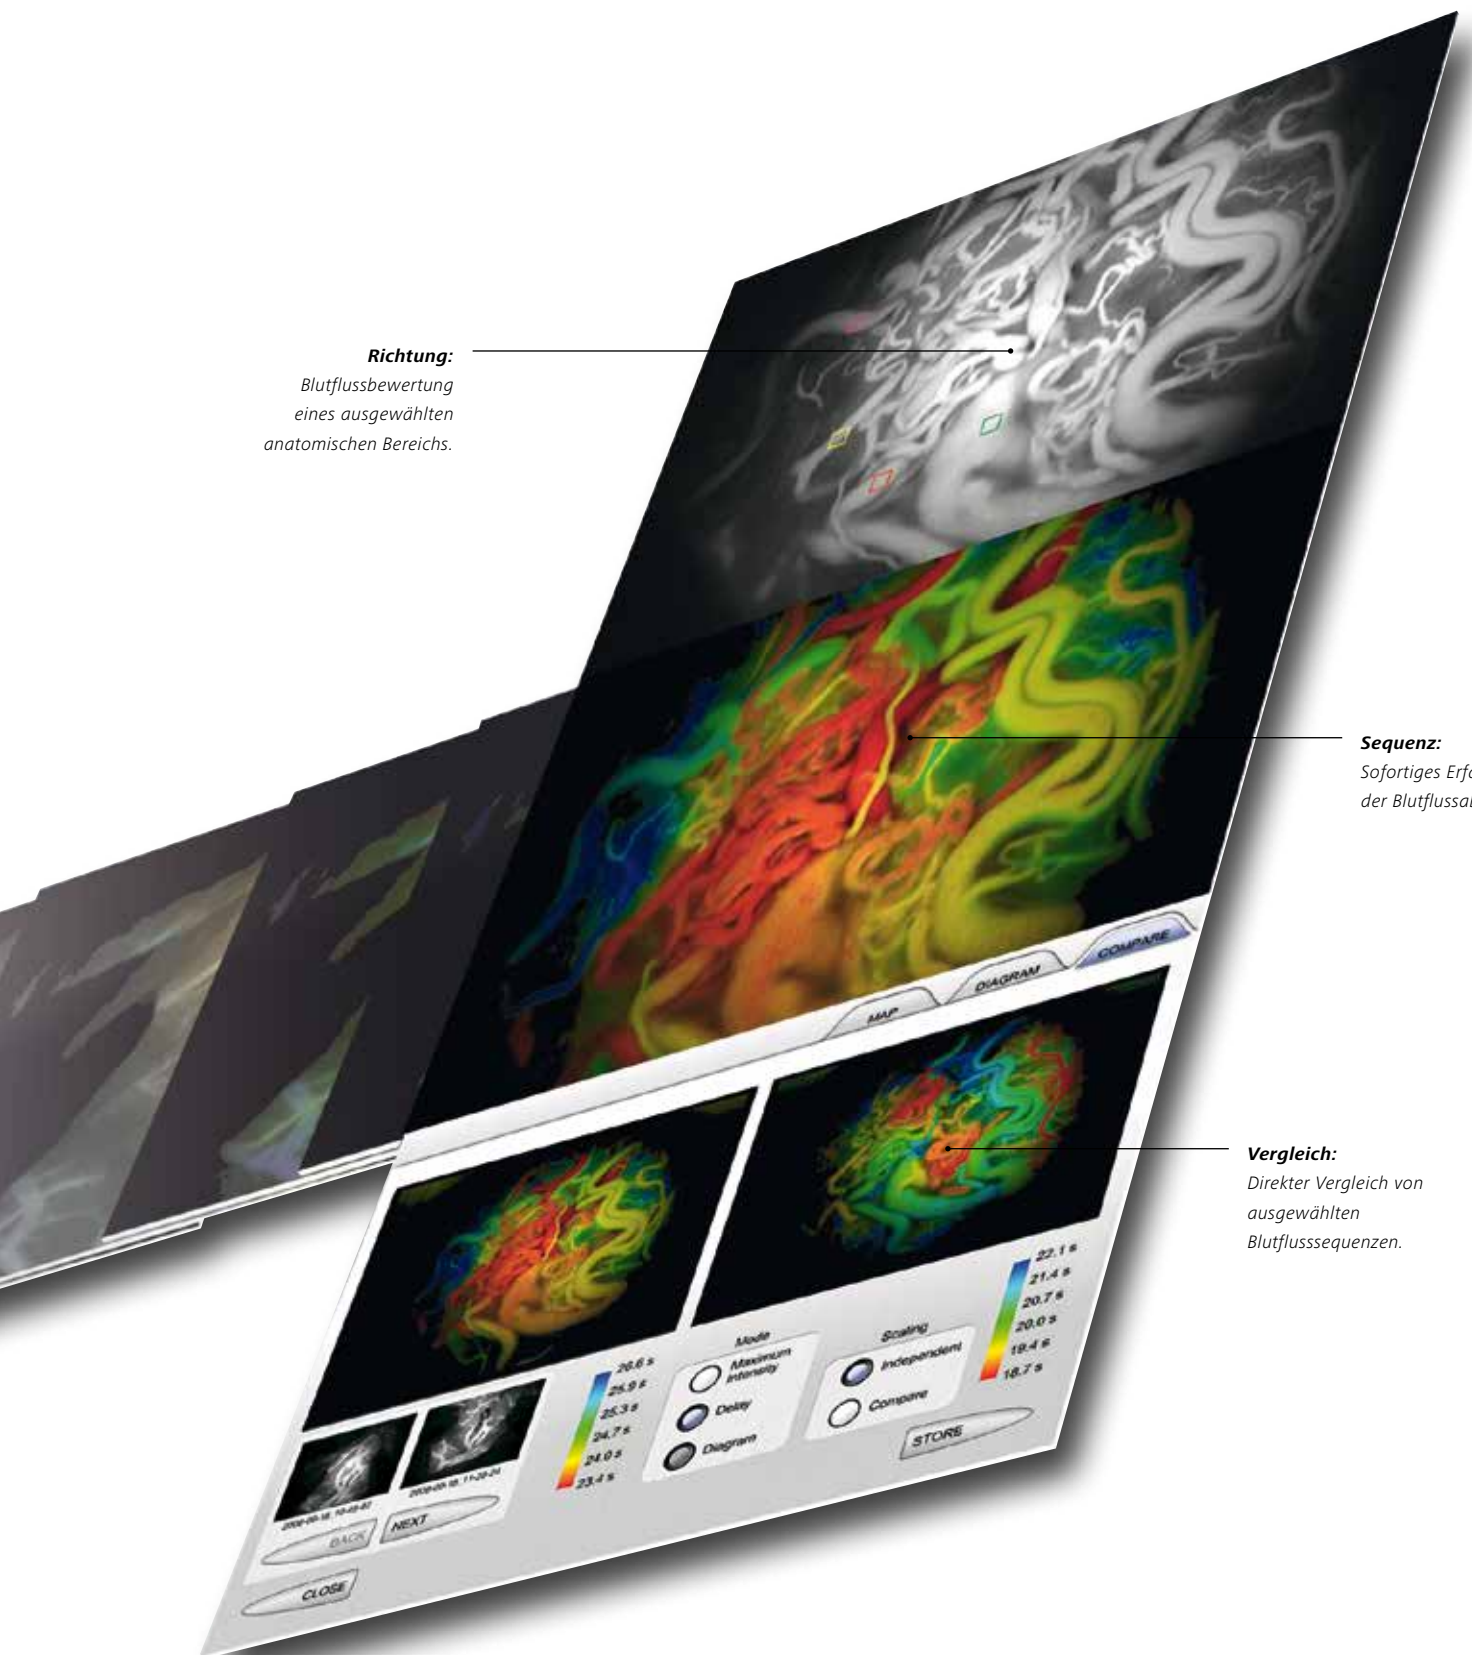 Richtung:
Blutflussbewertung
eines ausgewählten
anatomischen Bereichs.
Sequenz:
Sofortiges
der
COMPARE
DIAGRAM
MAP
Vergleich:
Direkter Vergleich von
ausgewählten
Blutflusssequenzen.
22.1 s
21.4 s
20.7 s
20.0 s
19.4 s
18.7 s
Mode
Maximum
Intensity
Delay
Diagram
Scaling
Independent
Compare
STORE
26.6 s
25.9 s
25.3 s
24.7 s
24.0 s
23.4 s
BACK
NEXT
CLOSE